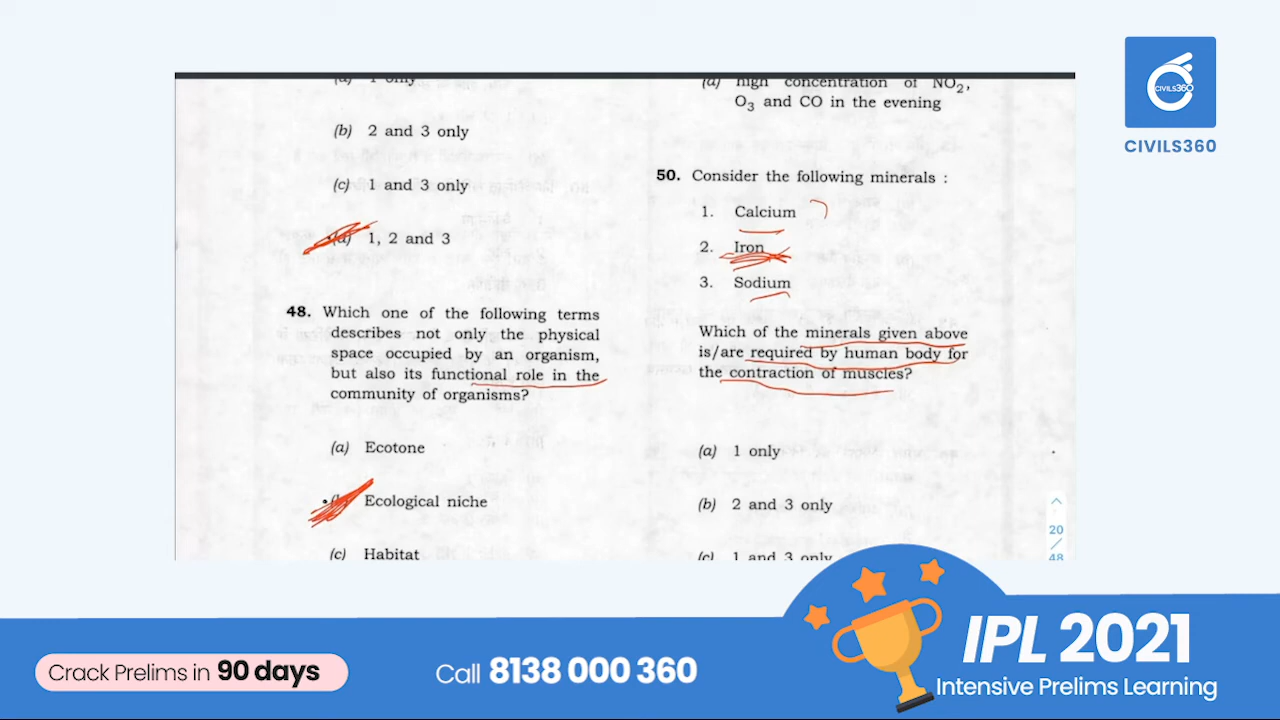 (a) 1 only
(b) 2 and 3 only
(c) 1 and 3 only
(d) 1, 2 and 3
48. Which one of the following terms
describes not only the physical
space occupied by an organism,
but also its functional role in the
community of organisms?
(a) Ecotone
Ecological niche
(c) Habitat
(d) high concentration of NO2,
O3 and CO in the evening
50. Consider the following minerals :
1. Calcium
2. Iron
3. Sodium
Which of the minerals given above
is/are required by human body for
the contraction of muscles?
(a) 1 only
(b) 2 and 3 only
(c) 1 and 3 only
20
/
48
CIVILS360
CIVILS360
Crack Prelims in 90 days
Call 8138 000 360
IPL 2021
Intensive Prelims Learning